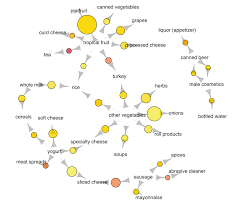 canned vegetables
pip fruit
grapes
curd cheese
tropical fruit
processed cheese
liquor (appetizer)
tea
canned beer
turkey
whole milk
rice
herbs
male cosmetics
cereals
soft cheese
other vegetables
onions
bottled water
roll products
specialty cheese
yogurt
soups
spices
meal spreads
sliced cheese
sausage
abrasive cleaner
mayonnaise